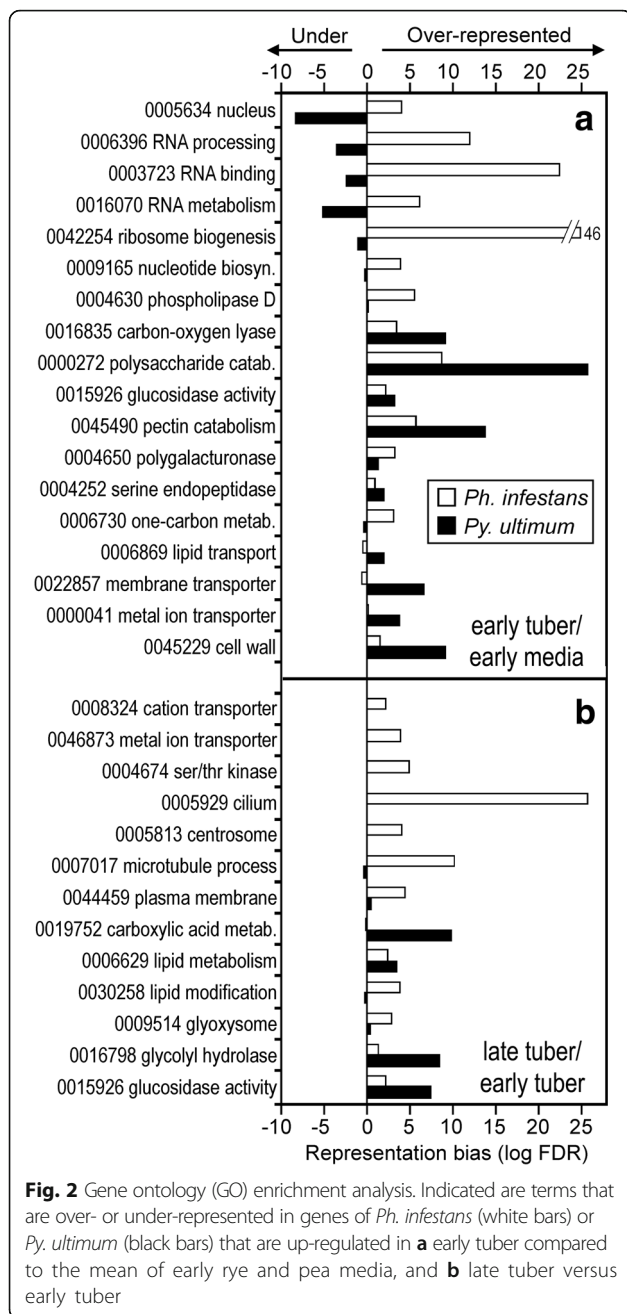 Under Over-represented
-10 -5 0 5 10 15 20 25
a
0005634 nucleus
0006396 RNA processing
0003723 RNA binding
0016070 RNA metabolism
0042254 ribosome biogenesis 46
0009165 nucleotide biosyn.
0004630 phospholipase D
0016835 carbon-oxygen lyase
0000272 polysaccharide catab.
0015926 glucosidase activity
0045490 pectin catabolism
0004650 polygalacturonase
0004252 serine endopeptidase
0006730 one-carbon metab.
0006869 lipid transport
0022857 membrane transporter
0000041 metal ion transporter
0045229 cell wall
Ph. infestans
Py. ultimum
early tuber/
early media
b
0008324 cation transporter
0046873 metal ion transporter
0004674 ser/thr kinase
0005929 cilium
0005813 centrosome
0007017 microtubule process
0044459 plasma membrane
0019752 carboxylic acid metab.
0006629 lipid metabolism
0030258 lipid modification
0009514 glyoxysome
0016798 glycolyl hydrolase
0015926 glucosidase activity
late tuber/
early tuber
-10 -5 0 5 10 15 20 25
Representation bias (log FDR)
Fig. 2 Gene ontology (GO) enrichment analysis. Indicated are terms that
are over- or under-represented in genes of Ph. infestans (white bars) or
Py. ultimum (black bars) that are up-regulated in a early tuber compared
to the mean of early rye and pea media, and b late tuber versus
early tuber